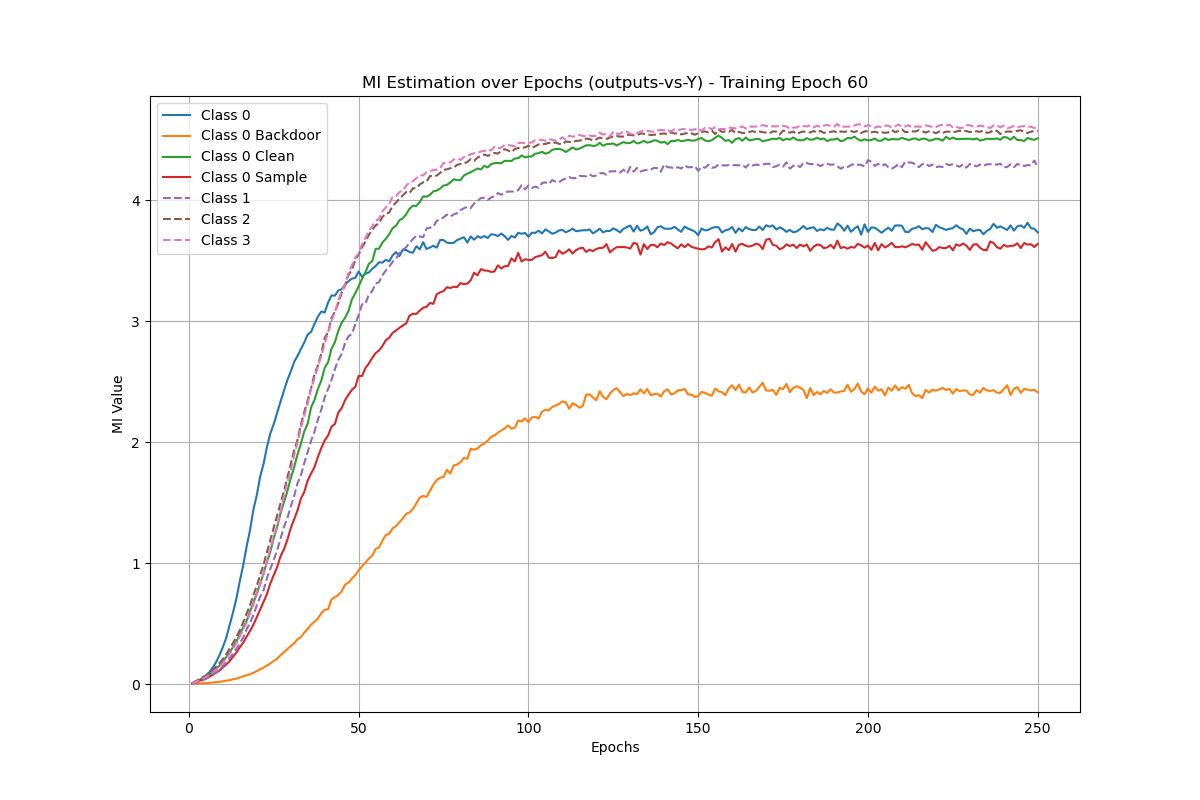 MI Estimation over Epochs (outputs-vs-Y) - Training Epoch 60
Class 0
Class 0 Backdoor
Class 0 Clean
Class 0 Sample
Class 1
Class 2
Class 3
MI Value
4
3
2
1
0
0 50 100 150 200 250
Epochs